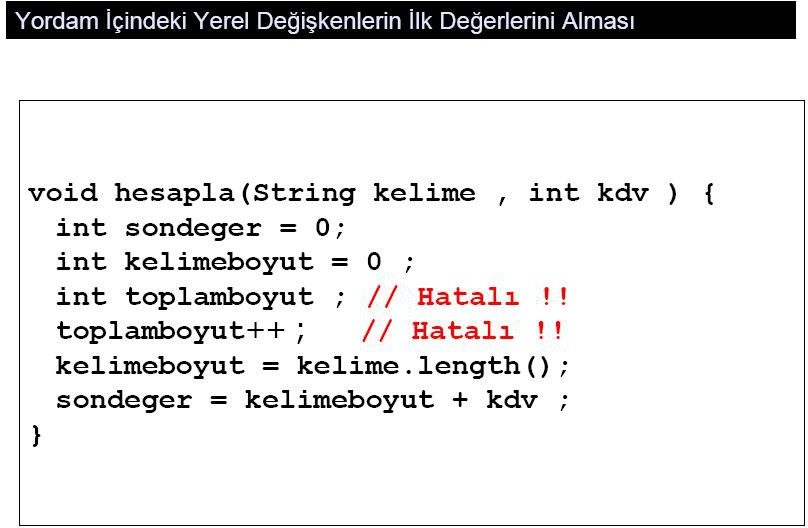 Yordam İçindeki Yerel Değişkenlerin İlk Değerlerini Alması
void hesapla(String kelime , int kdv ) {
int sondeger = 0;
int kelimeboyut = 0 ;
int toplamboyut ; // Hatalı !!
toplamboyut++ ; // Hatalı !!
kelimeboyut = kelime.length();
sondeger = kelimeboyut + kdv ;
}